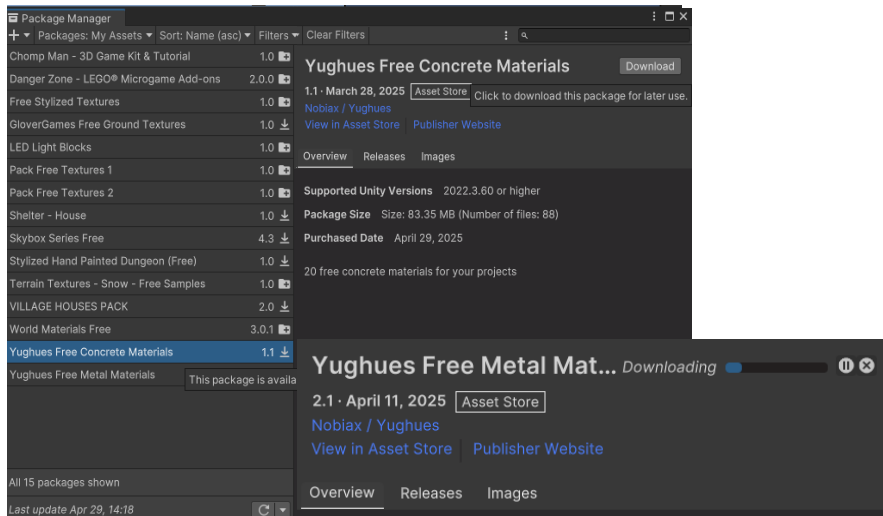 Package Manager
+ Packages: My Assets Sort: Name (asc) Filters Clear Filters
Chomp Man - 3D Game Kit & Tutorial 1.0
Danger Zone - LEGO® Microgame Add-ons 2.0.0
Free Stylized Textures 1.0
GloverGames Free Ground Textures 1.0
LED Light Blocks 1.0
Pack Free Textures 1 1.0
Pack Free Textures 2 1.0
Shelter - House 1.0
Skybox Series Free 4.3
Stylized Hand Painted Dungeon (Free) 1.0
Terrain Textures - Snow - Free Samples 1.0
VILLAGE HOUSES PACK 2.0
World Materials Free 3.0.1
Yughues Free Concrete Materials 1.1
Yughues Free Metal Materials
This package is availa
All 15 packages shown
Last update Apr 29, 14:18
Yughues Free Concrete Materials Download
1.1 · March 28, 2025 Asset Store
Click to download this package for later use.
Nobiax / Yughues
View in Asset Store Publisher Website
Overview Releases Images
Supported Unity Versions 2022.3.60 or higher
Package Size Size: 83.35 MB (Number of files: 88)
Purchased Date April 29, 2025
20 free concrete materials for your projects
Yughues Free Metal Mat... Downloading
2.1 · April 11, 2025 Asset Store
Nobiax / Yughues
View in Asset Store Publisher Website
Overview Releases Images